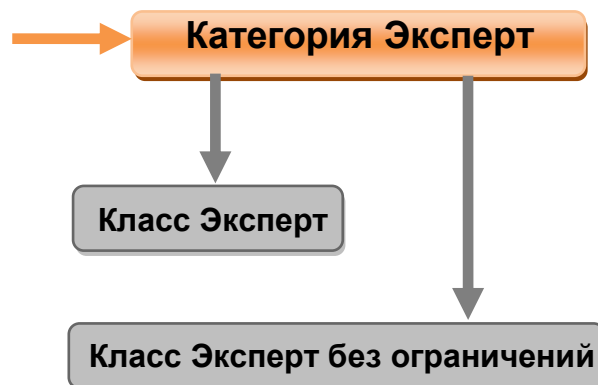 Категория Эксперт
Класс Эксперт
Класс Эксперт без ограничений